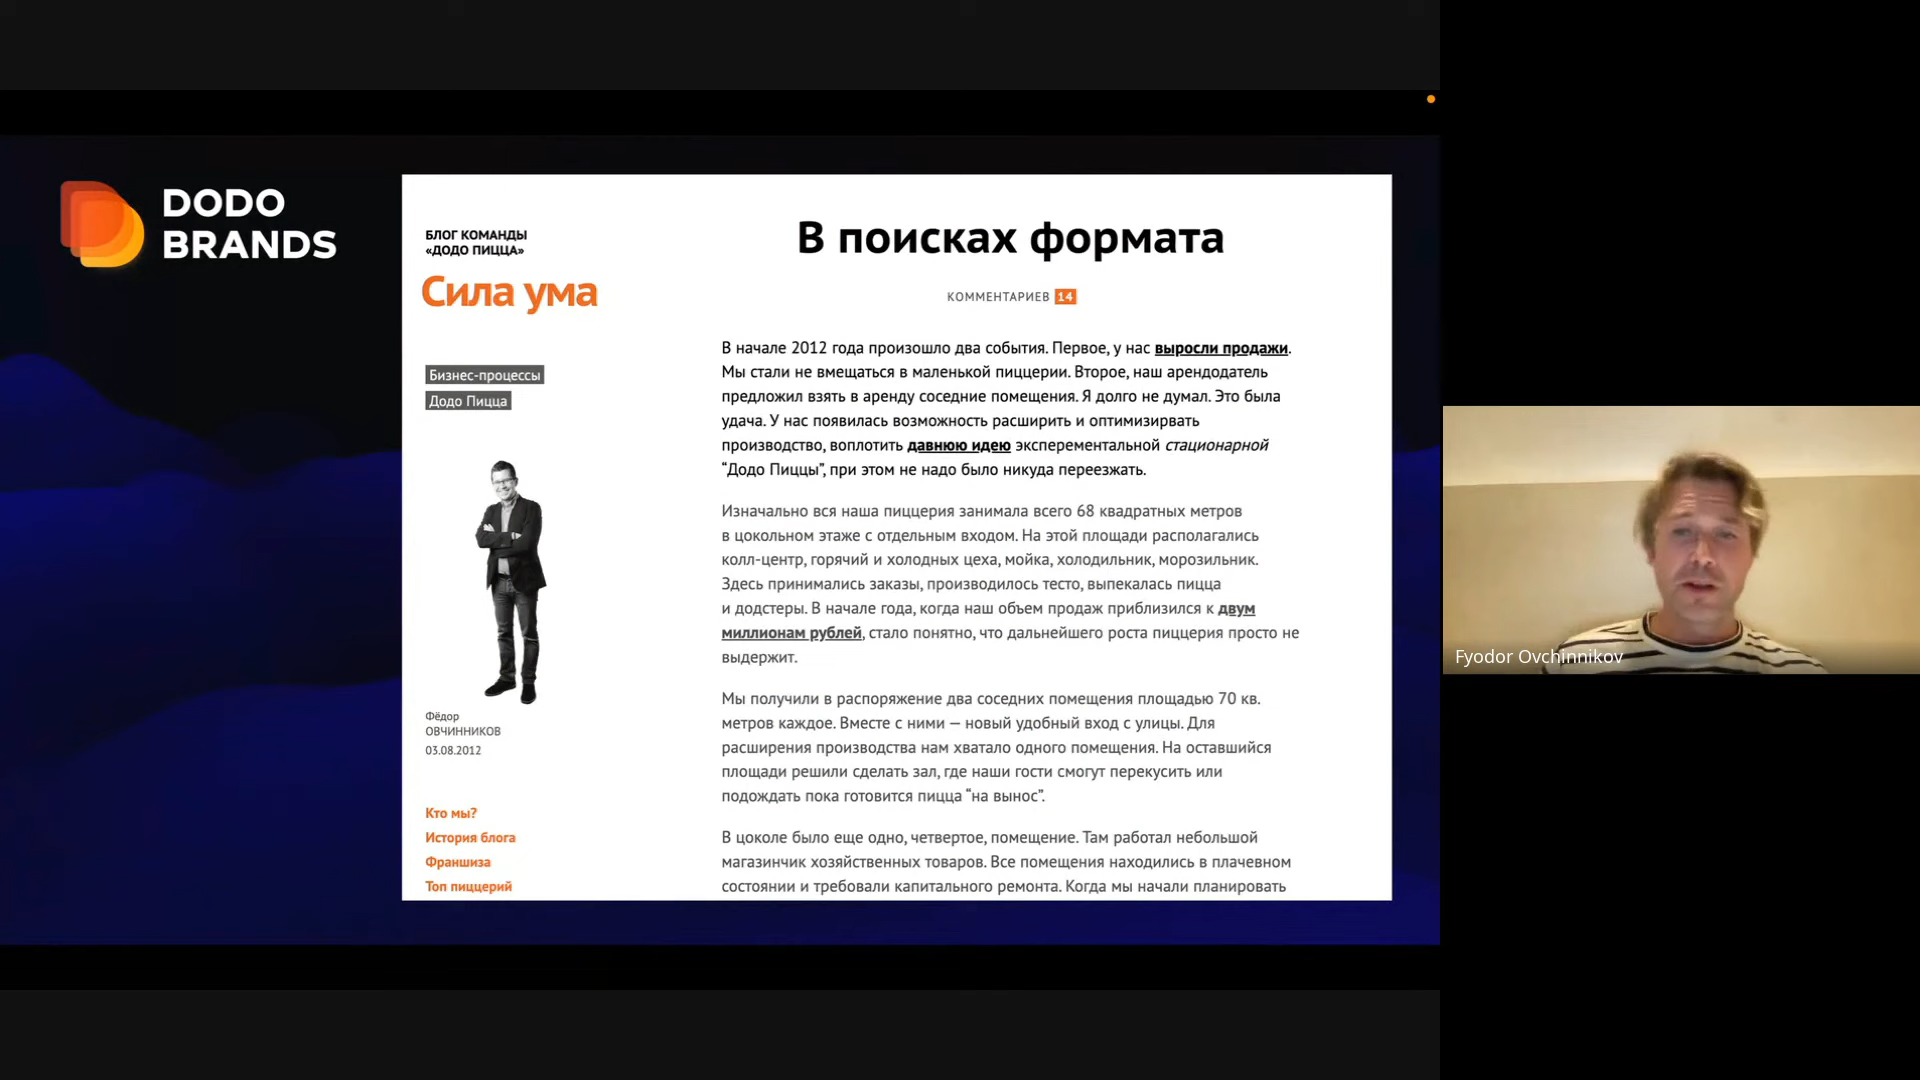 DODO
BRANDS
БЛОГ КОМАНДЫ
«ДОДО ПИЦЦА»
Сила ума
Бизнес-процессы
Додо Пицца
Фёдор
ОВЧИННИКОВ
03.08.2012
Кто мы?
История блога
Франшиза
Топ пиццерий
В поисках формата
КОММЕНТАРИЕВ 14
В начале 2012 года произошло два события. Первое, у нас выросли продажи.
Мы стали не вмещаться в маленькой пиццерии. Второе, наш арендодатель
предложил взять в аренду соседние помещения. Я долго не думал. Это была
удача. У нас появилась возможность расширить и оптимизирвать
производство, воплотить давнюю идею эксперементальной стационарной
“Додо Пиццы”, при этом не надо было никуда переезжать.
Изначально вся наша пиццерия занимала всего 68 квадратных метров
в цокольном этаже с отдельным входом. На этой площади располагались
колл-центр, горячий и холодных цеха, мойка, холодильник, морозильник.
Здесь принимались заказы, производилось тесто, выпекалась пицца
и додстеры. В начале года, когда наш объем продаж приблизился к двум
миллионам рублей, стало понятно, что дальнейшего роста пиццерия просто не
выдержит.
Мы получили в распоряжение два соседних помещения площадью 70 кв.
метров каждое. Вместе с ними — новый удобный вход с улицы. Для
расширения производства нам хватало одного помещения. На оставшийся
площади решили сделать зал, где наши гости смогут перекусить или
подождать пока готовится пицца “на вынос”.
В цоколе было еще одно, четвертое, помещение. Там работал небольшой
магазинчик хозяйственных товаров. Все помещения находились в плачевном
состоянии и требовали капитального ремонта. Когда мы начали планировать
Fyodor Ovchinnikov